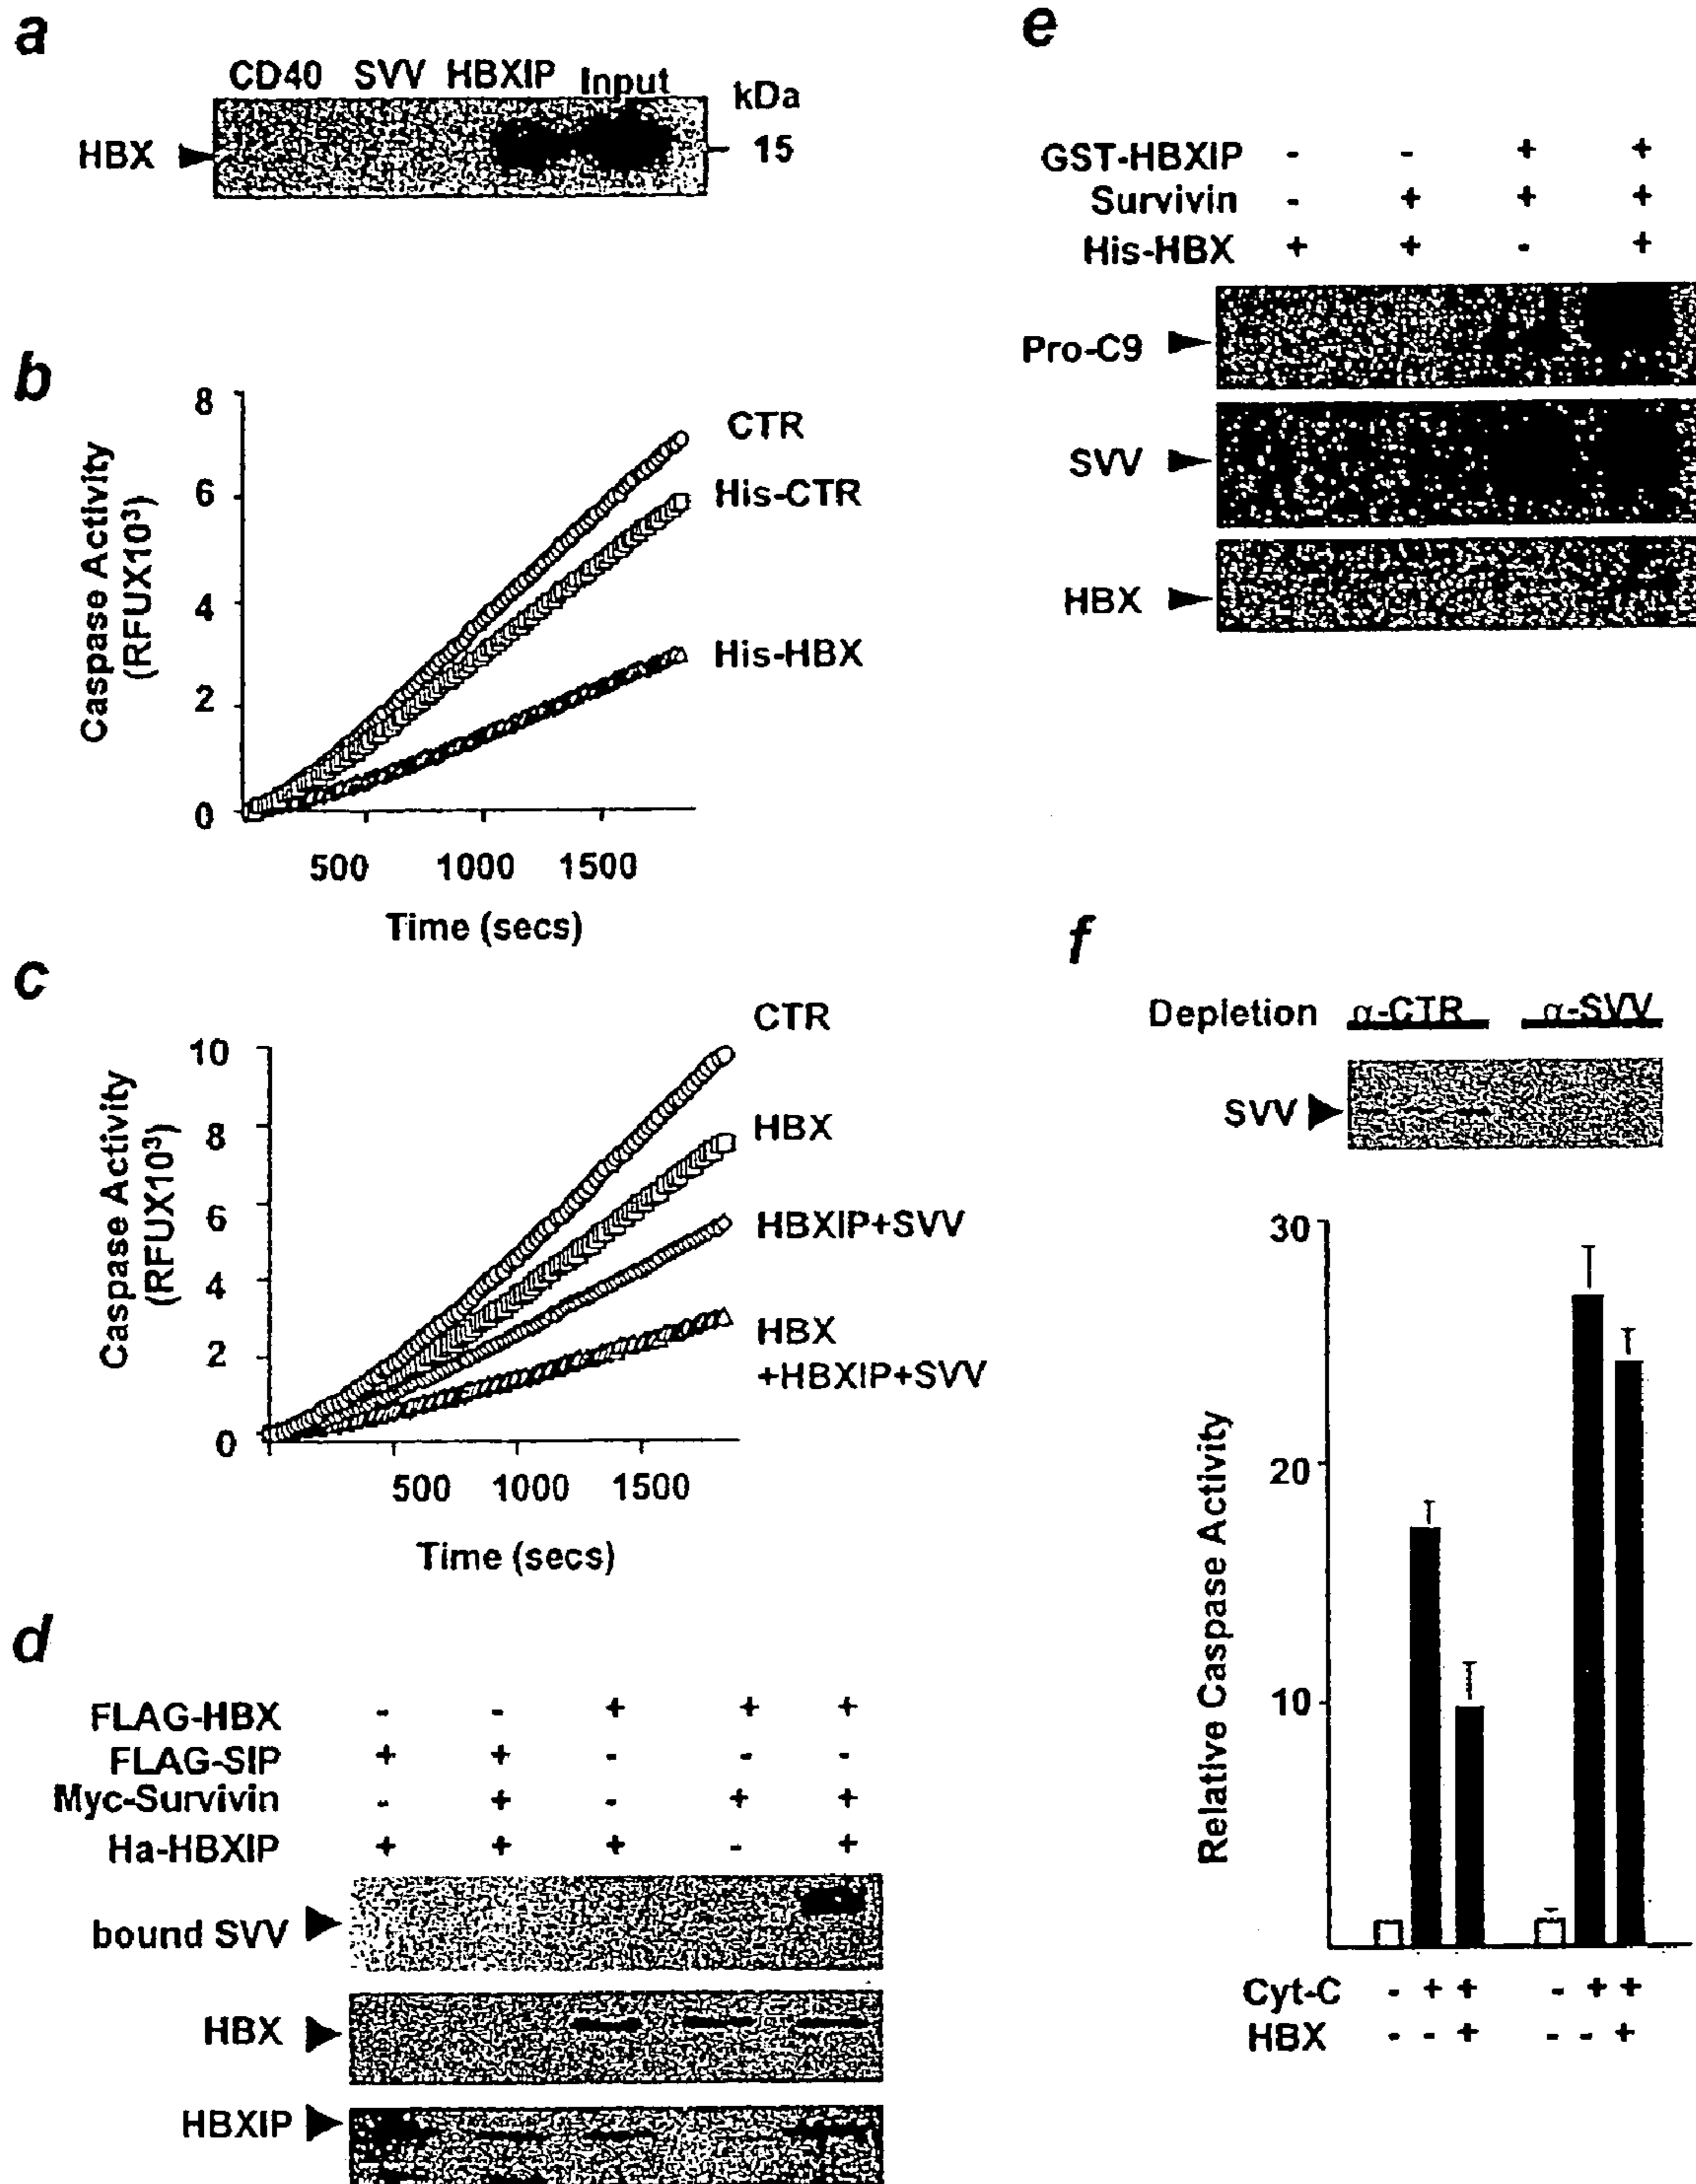 a
CD40 SVV HBXIP Input kDa
HBX 15
b
8
6
4
2
0
Caspase Activity
(RFUX10³)
CTR
His-CTR
His-HBX
500 1000 1500
Time (secs)
c
10
8
6
4
2
0
Caspase Activity
(RFUX10³)
CTR
HBX
HBXIP+SVV
HBX
+HBXIP+SVV
500 1000 1500
Time (secs)
d
FLAG-HBX - - + + +
FLAG-SIP + + - - -
Myc-Survivin - + - + +
Ha-HBXIP + + + - +
bound SVV
HBX
HBXIP
e
GST-HBXIP - - + +
Survivin - + + +
His-HBX + + - +
Pro-C9
SVV
HBX
f
Depletion α-CTR α-SVV
SVV
30
20
10
Relative Caspase Activity
Cyt-C - + + - + +
HBX - - + - - +